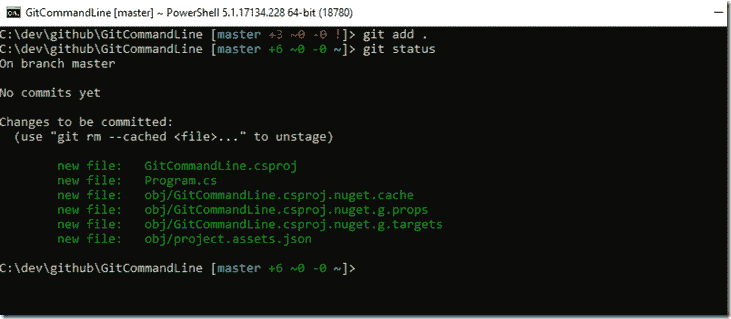 GitCommandLine [master] ~ PowerShell 5.1.17134.228 64-bit (18780)
C:\dev\github\GitCommandLine [master +3 ~0 -0 !]> git add .
C:\dev\github\GitCommandLine [master +6 ~0 -0 ~]> git status
On branch master
No commits yet
Changes to be committed:
(use "git rm --cached <file>..." to unstage)
new file: GitCommandLine.csproj
new file: Program.cs
new file: obj/GitCommandLine.csproj.nuget.cache
new file: obj/GitCommandLine.csproj.nuget.g.props
new file: obj/GitCommandLine.csproj.nuget.g.targets
new file: obj/project.assets.json
C:\dev\github\GitCommandLine [master +6 ~0 -0 ~]>